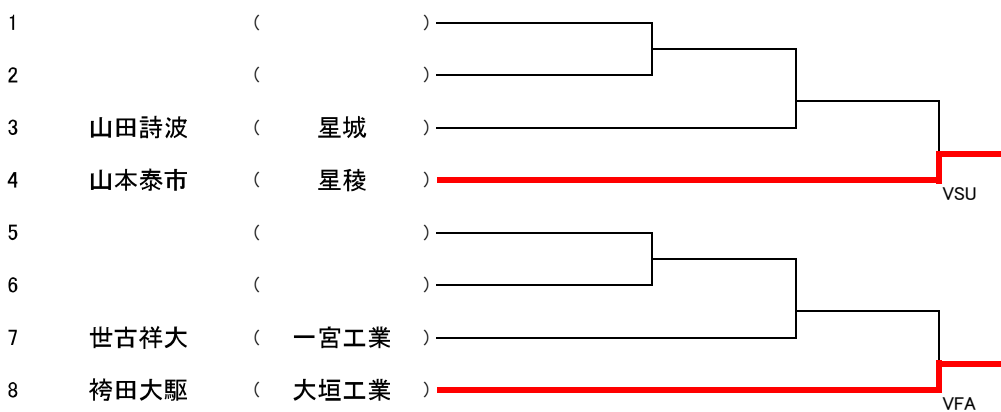 1 ( )
2 ( )
3 山田詩波 ( 星城 )
4 山本泰市 ( 星稜 )
VSU
5 ( )
6 ( )
7 世古祥大 ( 一宮工業 )
8 袴田大駆 ( 大垣工業 )
VFA